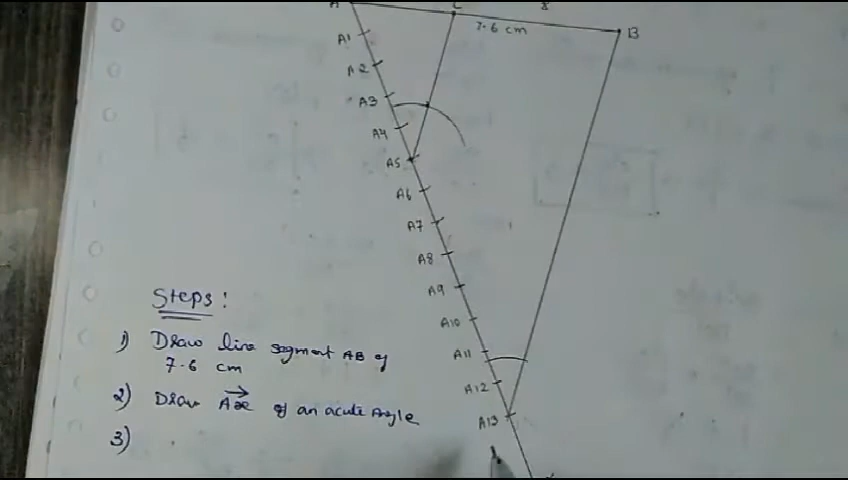 A C 8
7.6 cm B
A1
A2
A3
A4
A5
A6
A7
A8
A9
A10
A11
A12
A13
Steps:
1) Draw line segment AB of
7.6 cm
2) Draw Ax of an acute Angle
3)